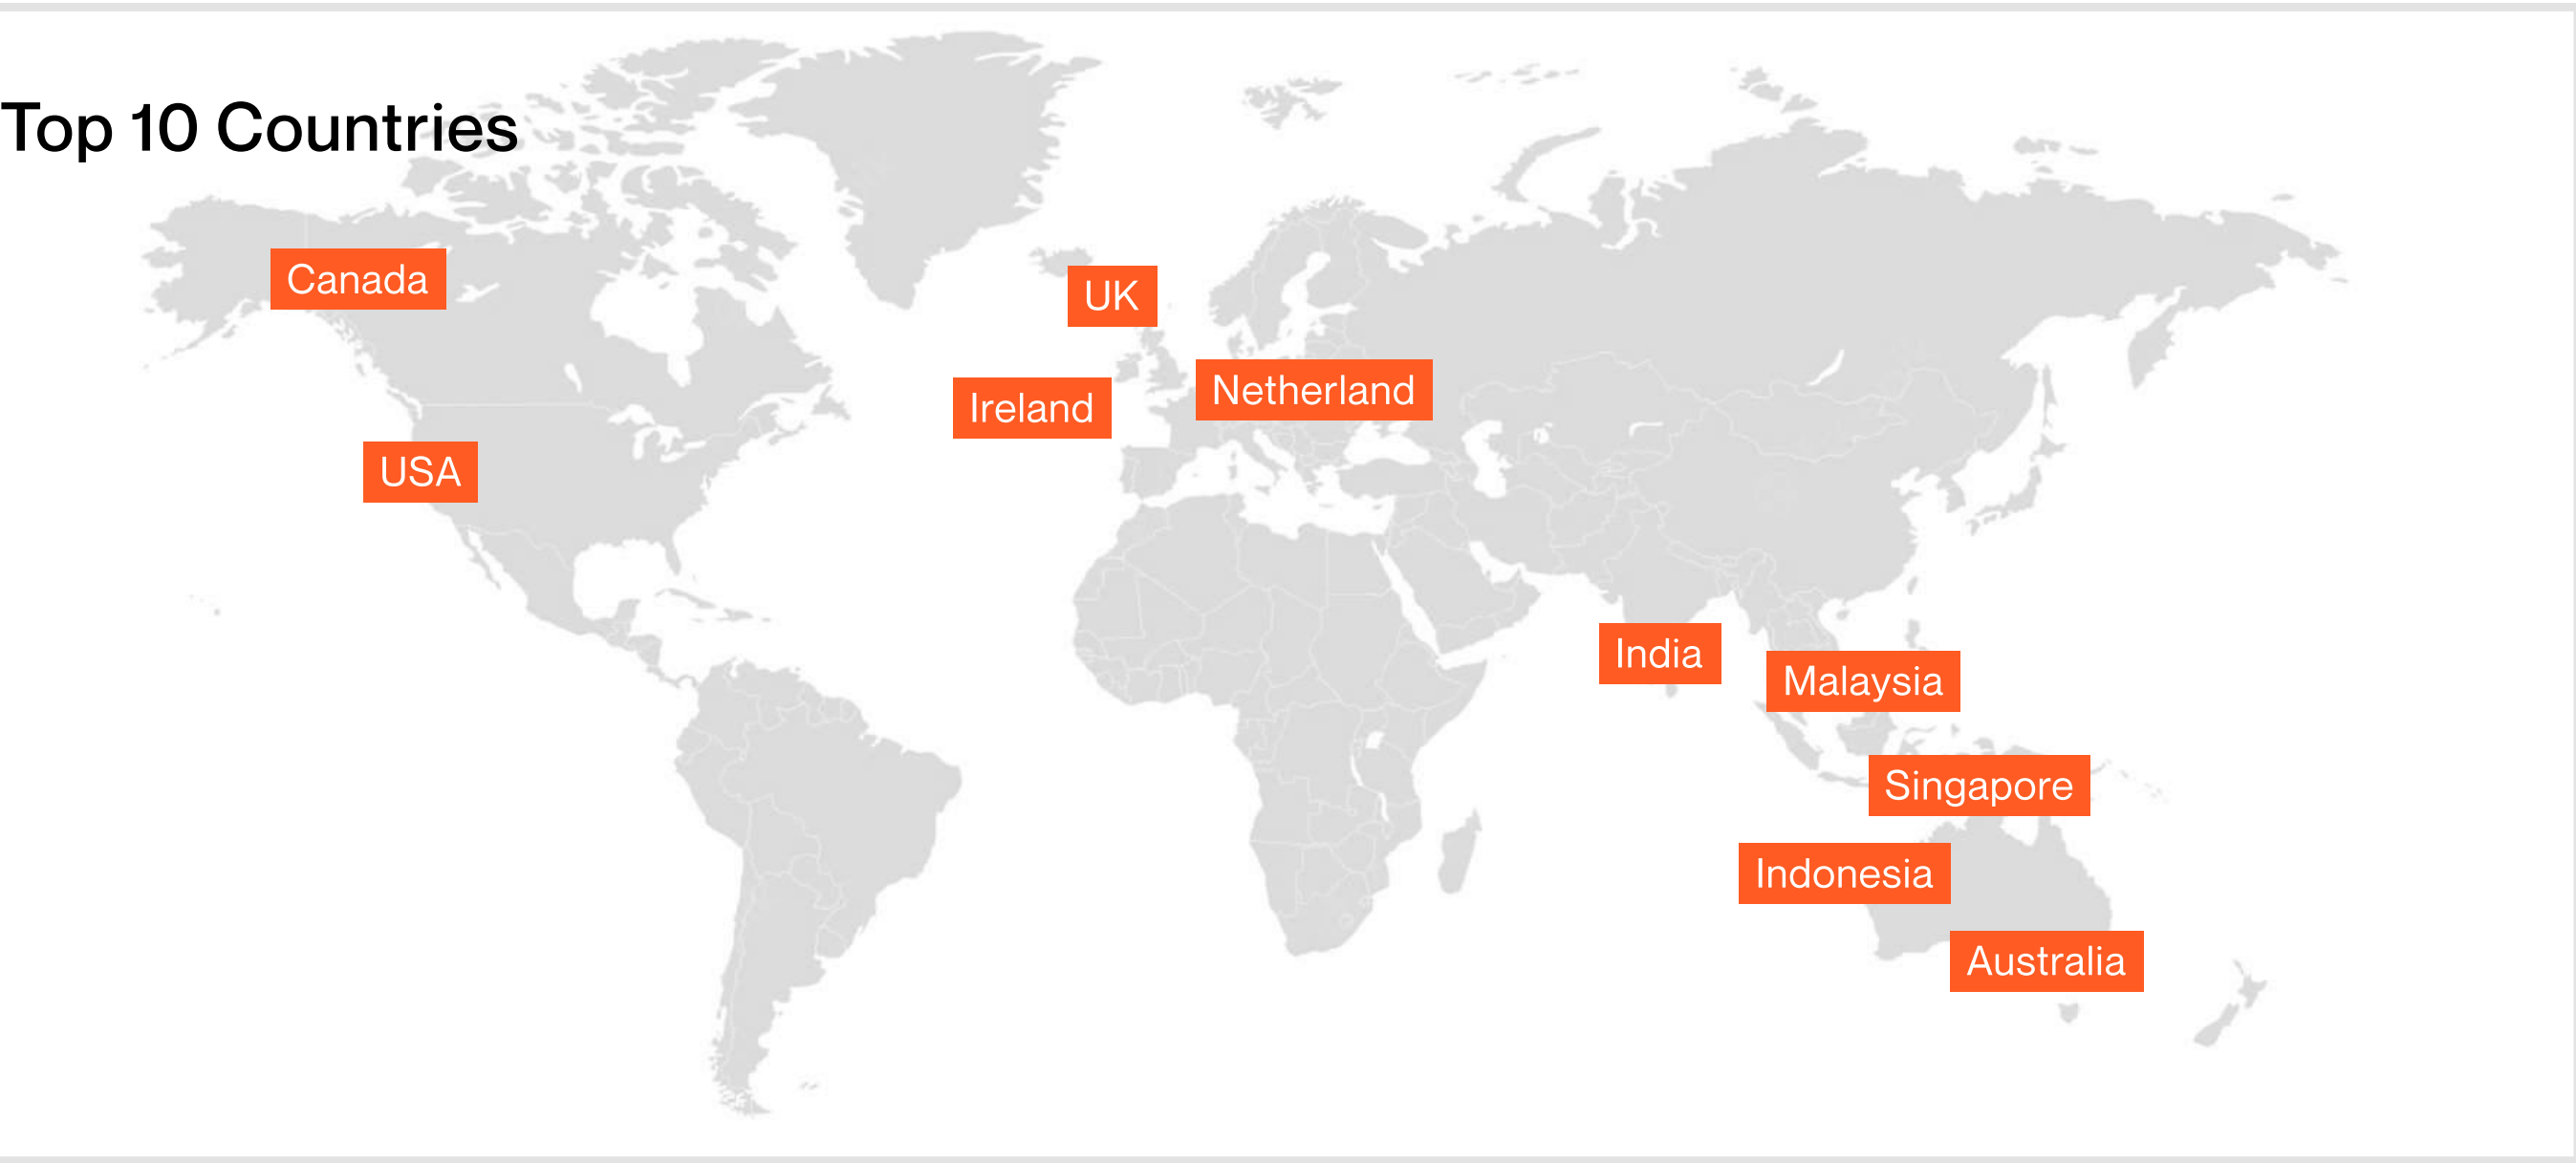 Top 10 Countries
Canada
UK
Netherland
Ireland
USA
India
Malaysia
Singapore
Indonesia
Australia